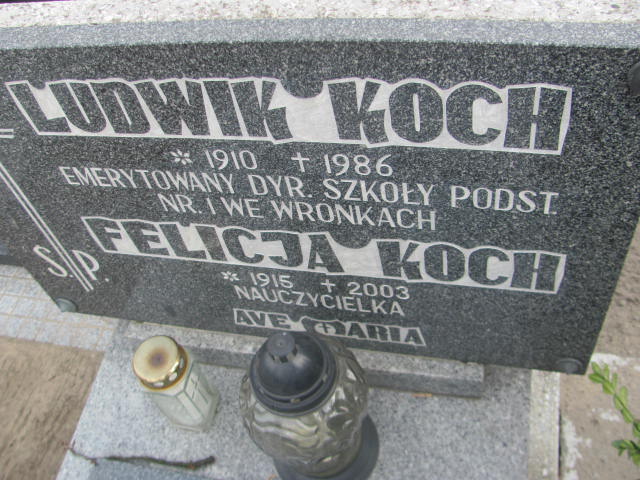 LUDWIK KOCH
* 1910 + 1986
EMERYTOWANY DYR. SZKOŁY PODST.
NR. I WE WRONKACH
FELICJA KOCH
S.P.
* 1915 + 2003
NAUCZYCIELKA
AVE MARIA